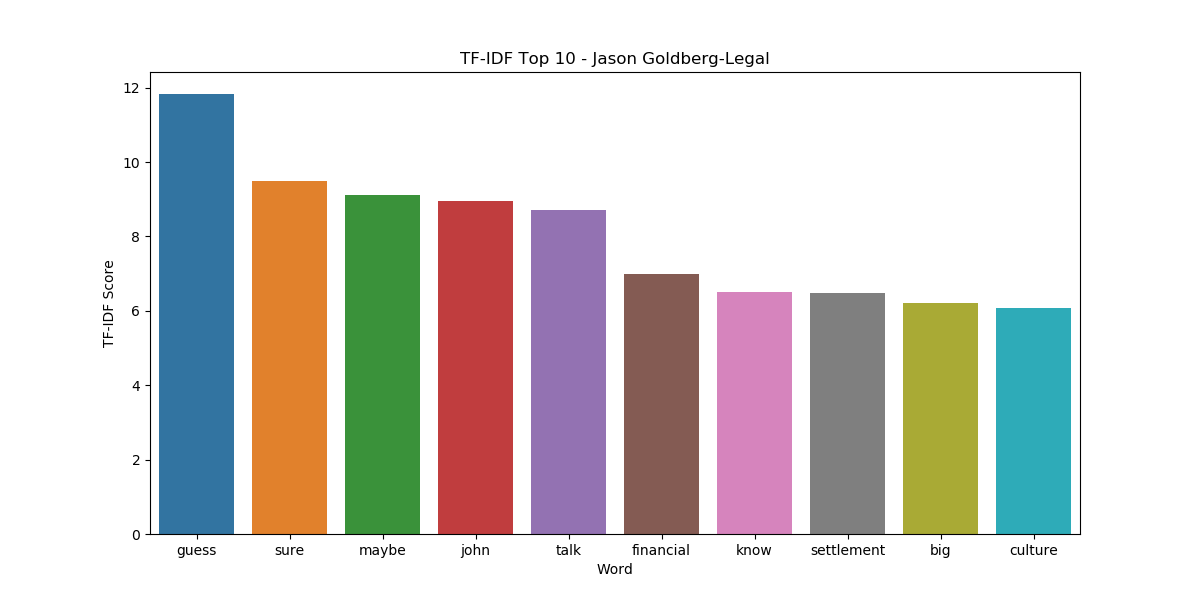 TF-IDF Top 10 - Jason Goldberg-Legal
12
10
8
6
4
2
0
TF-IDF Score
guess sure maybe john talk financial know settlement big culture
Word